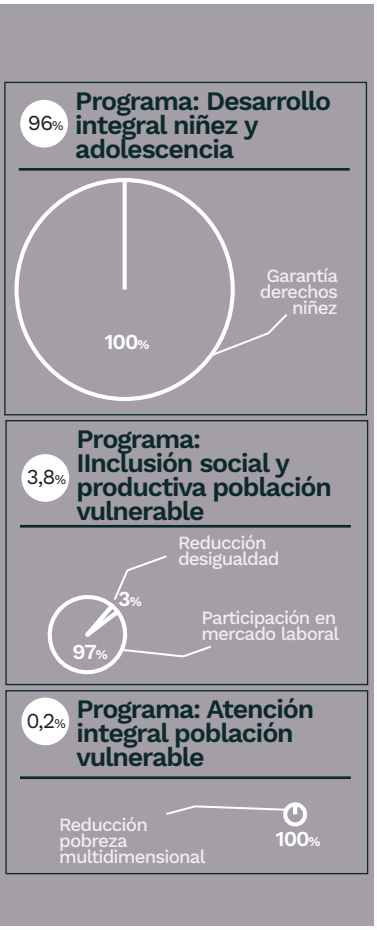 96%
Programa: Desarrollo
integral niñez y
adolescencia
Garantía
derechos
niñez
100%
3,8%
Programa:
IInclusión social y
productiva población
vulnerable
Reducción
desigualdad
3%
Participación en
mercado laboral
97%
0,2%
Programa: Atención
integral población
vulnerable
Reducción
pobreza
multidimensional
100%